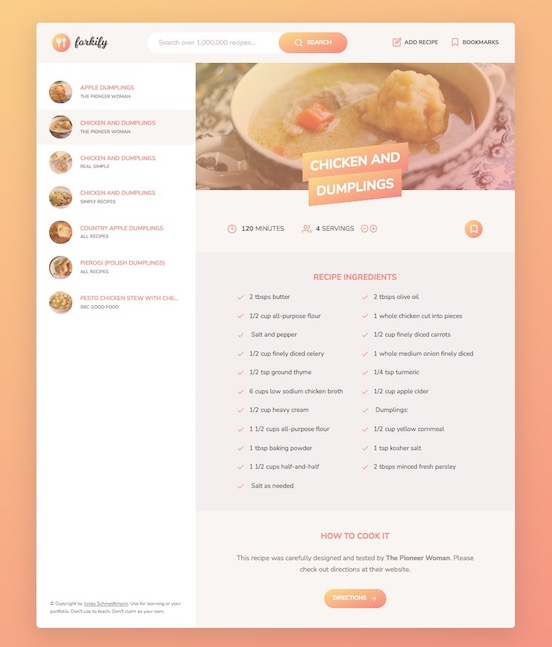 forkify
Search over 1,000,000 recipes...
SEARCH
ADD RECIPE
BOOKMARKS
APPLE DUMPLINGS
THE PIONEER WOMAN
CHICKEN AND DUMPLINGS
THE PIONEER WOMAN
CHICKEN AND DUMPLINGS
REAL SIMPLE
CHICKEN AND DUMPLINGS
SIMPLY RECIPES
COUNTRY APPLE DUMPLINGS
ALL RECIPES
PIEROGI (POLISH DUMPLINGS)
ALL RECIPES
PESTO CHICKEN STEW WITH CHE...
BBC GOOD FOOD
© Copyright by Jonas Schmedtmann. Use for learning or your
portfolio. Don't use to teach. Don't claim as your own.
CHICKEN AND
DUMPLINGS
120 MINUTES
4 SERVINGS
RECIPE INGREDIENTS
2 tbsps butter
2 tbsps olive oil
1/2 cup all-purpose flour
1 whole chicken cut into pieces
Salt and pepper
1/2 cup finely diced carrots
1/2 cup finely diced celery
1 whole medium onion finely diced
1/2 tsp ground thyme
1/4 tsp turmeric
6 cups low sodium chicken broth
1/2 cup apple cider
1/2 cup heavy cream
Dumplings:
1 1/2 cups all-purpose flour
1/2 cup yellow cornmeal
1 tbsp baking powder
1 tsp kosher salt
1 1/2 cups half-and-half
2 tbsps minced fresh parsley
Salt as needed
HOW TO COOK IT
This recipe was carefully designed and tested by The Pioneer Woman. Please
check out directions at their website.
DIRECTIONS →